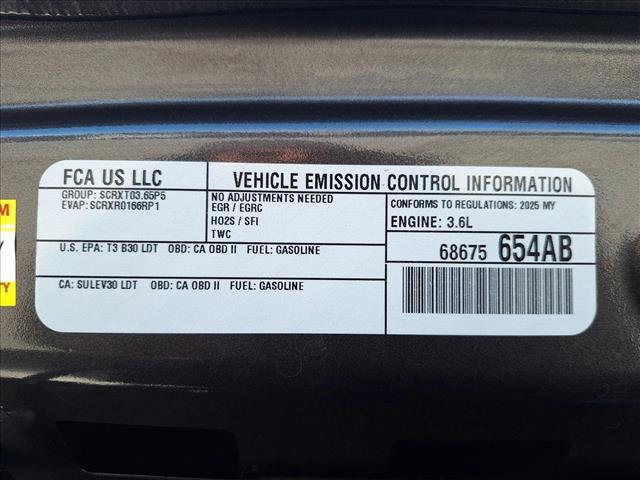 FCA US LLC
GROUP: SCRXT03.65P5
EVAP: SCRXR0166RP1
VEHICLE EMISSION CONTROL INFORMATION
NO ADJUSTMENTS NEEDED
EGR / EGRC
HO2S / SFI
TWC
CONFORMS TO REGULATIONS: 2025 MY
ENGINE: 3.6L
U.S. EPA: T3 B30 LDT OBD: CA OBD II FUEL: GASOLINE
68675 654AB
CA: SULEV30 LDT OBD: CA OBD II FUEL: GASOLINE